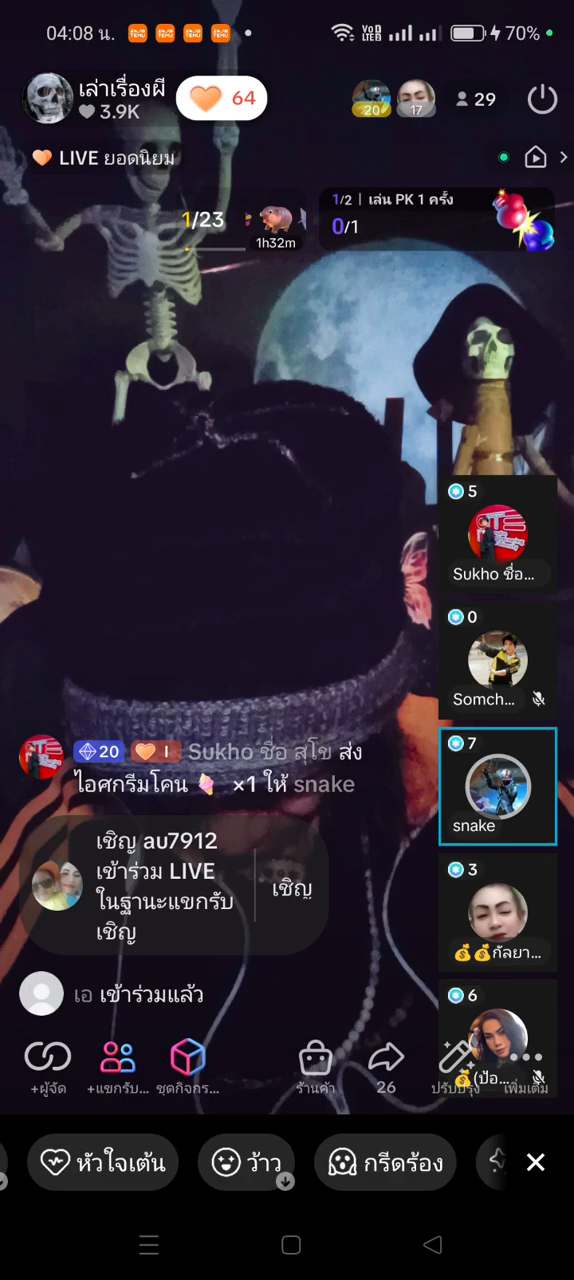 04:08 น.
VoD LTE2
70%
เล่าเรื่องผี
3.9K
64
20
17
29
LIVE ยอดนิยม
1/23
1h32m
1/2 | เล่น PK 1 ครั้ง
0/1
5
Sukho ชื่อ...
0
Somch...
7
snake
3
กัลยา...
6
(ป้อ...
20 I Sukho ชื่อ สุโข ส่ง
ไอศกรีมโคน ×1 ให้ snake
เชิญ au7912
เข้าร่วม LIVE
ในฐานะแขกรับ
เชิญ
เชิญ
เอ เข้าร่วมแล้ว
+ผู้จัด
+แขกรับ...
ชุดกิจกร...
ร้านค้า
26
ปรับปรุง
เพิ่มเติม
หัวใจเต้น
ว้าว
กรีดร้อง